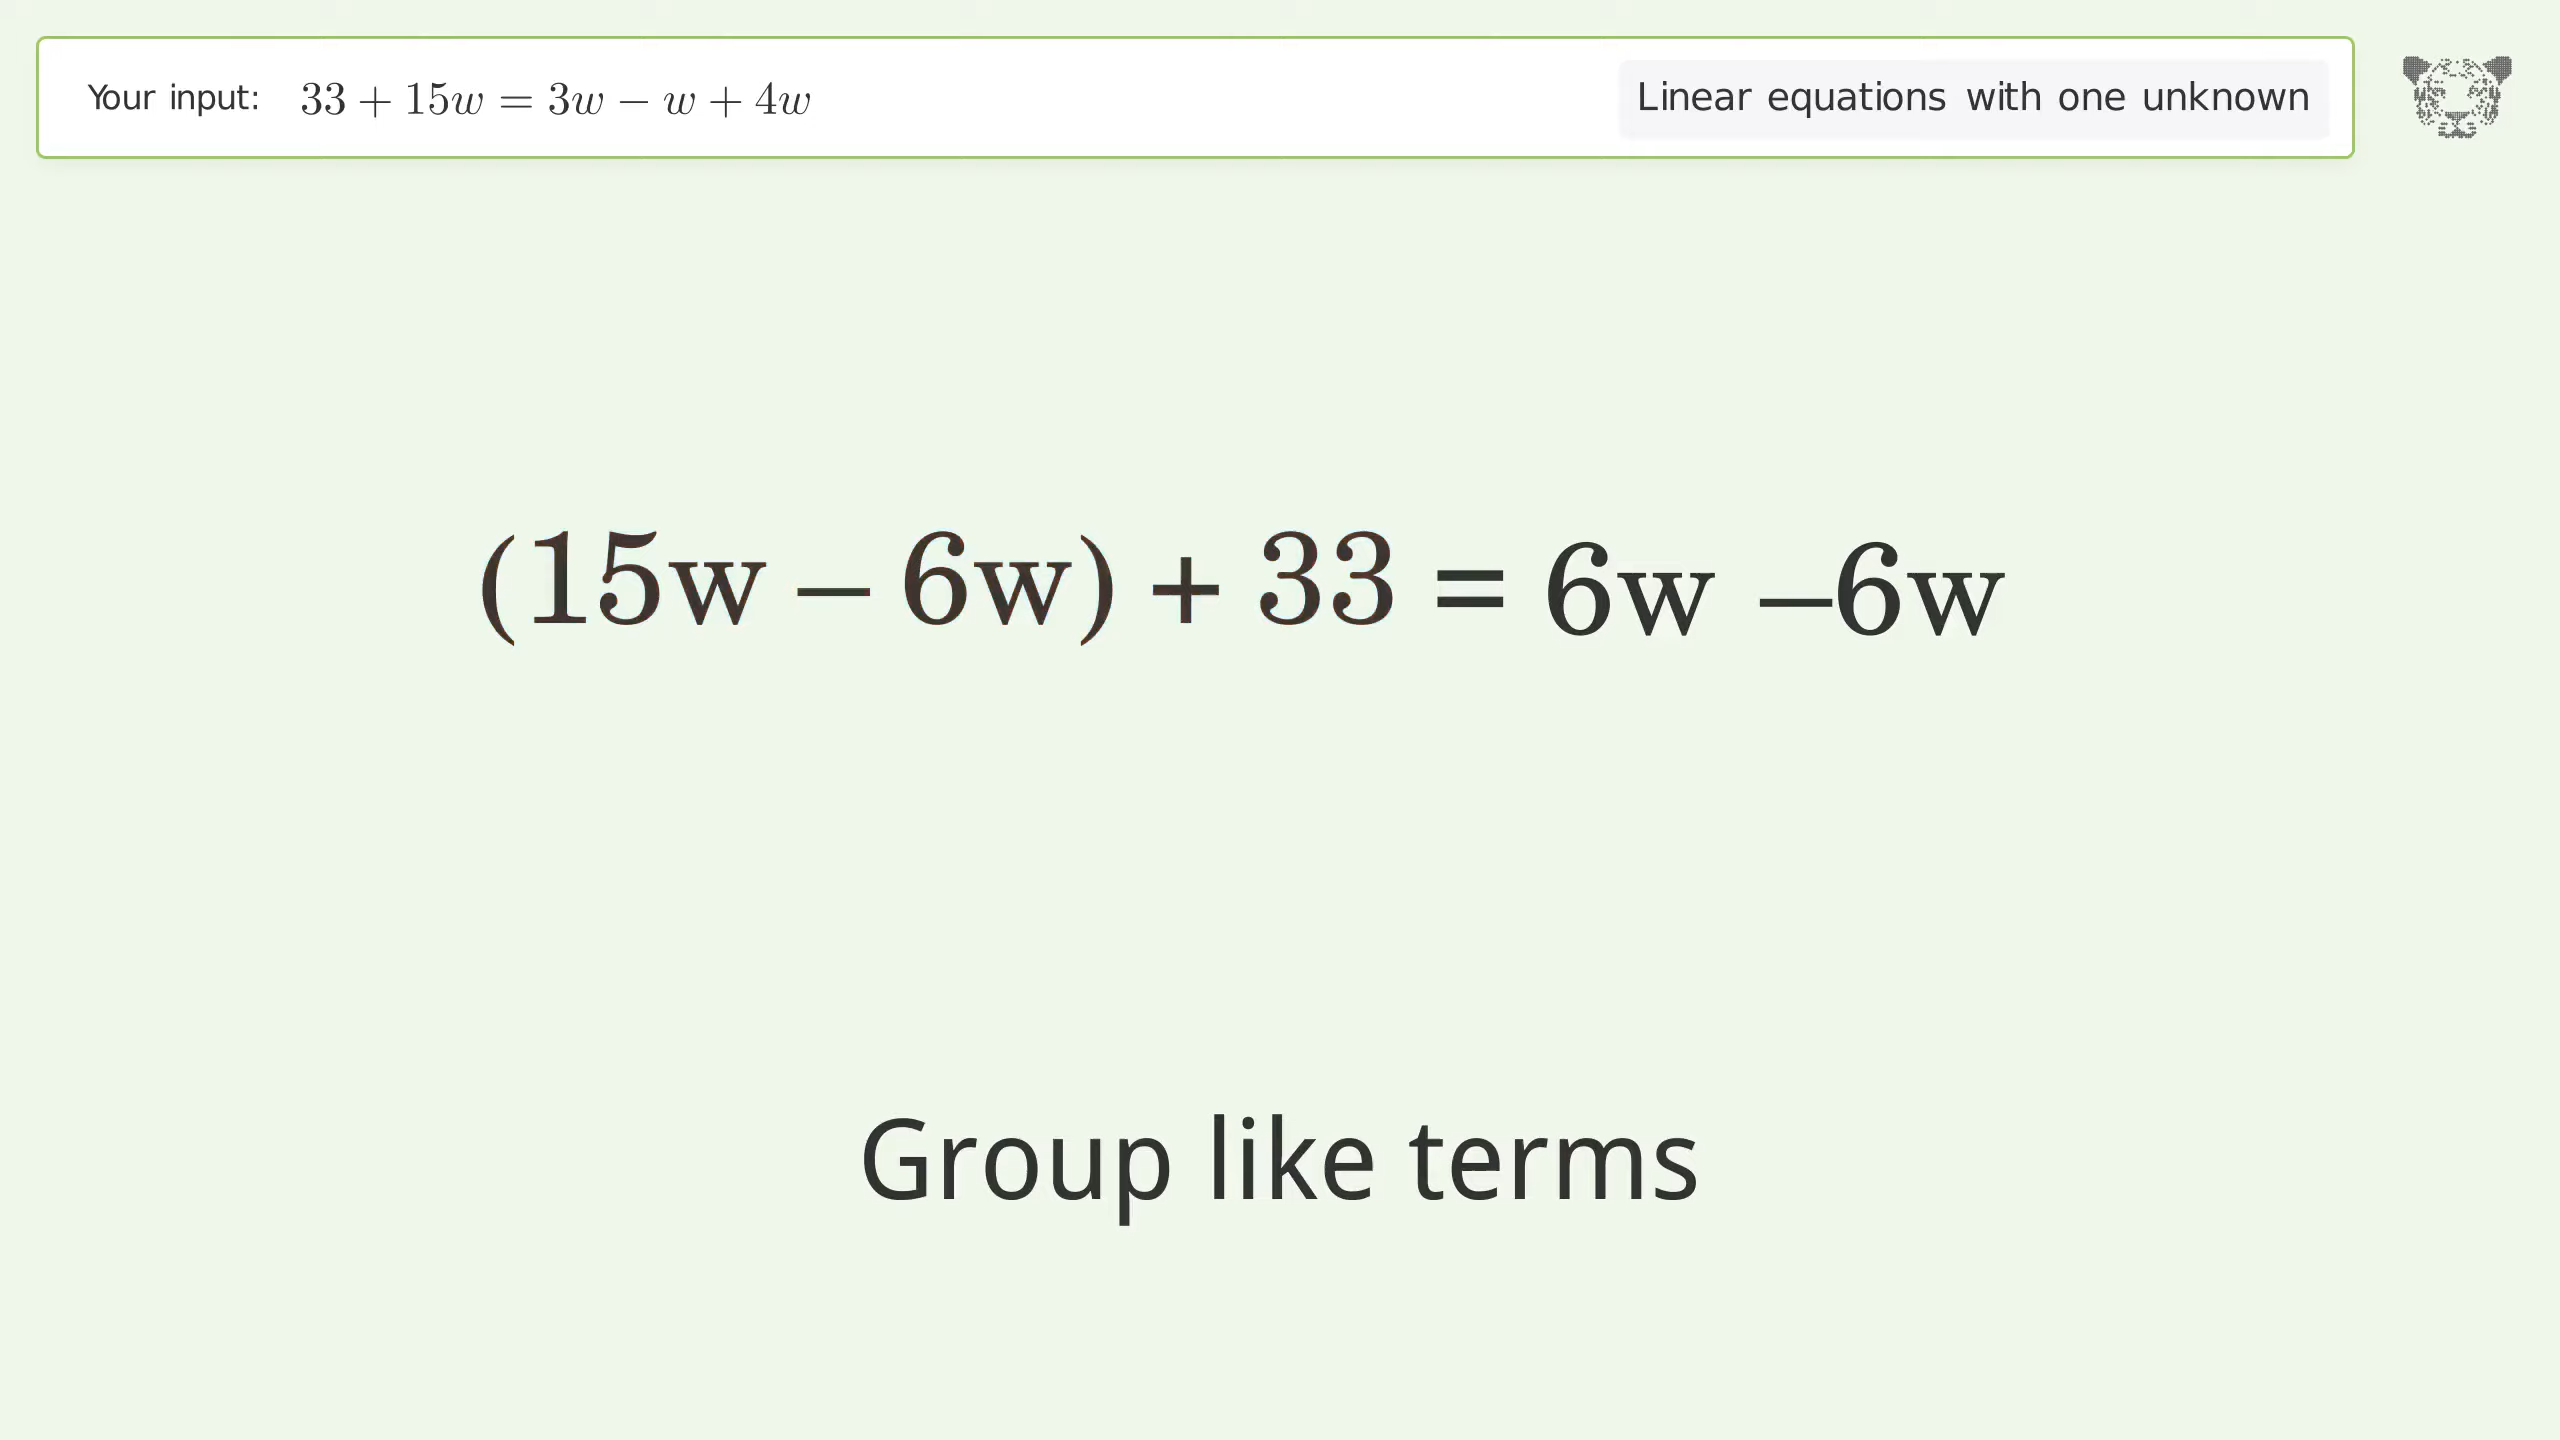 Your input: 33 + 15w = 3w − w + 4w
Linear equations with one unknown
(15w − 6w) + 33 = 6w −6w
Group like terms